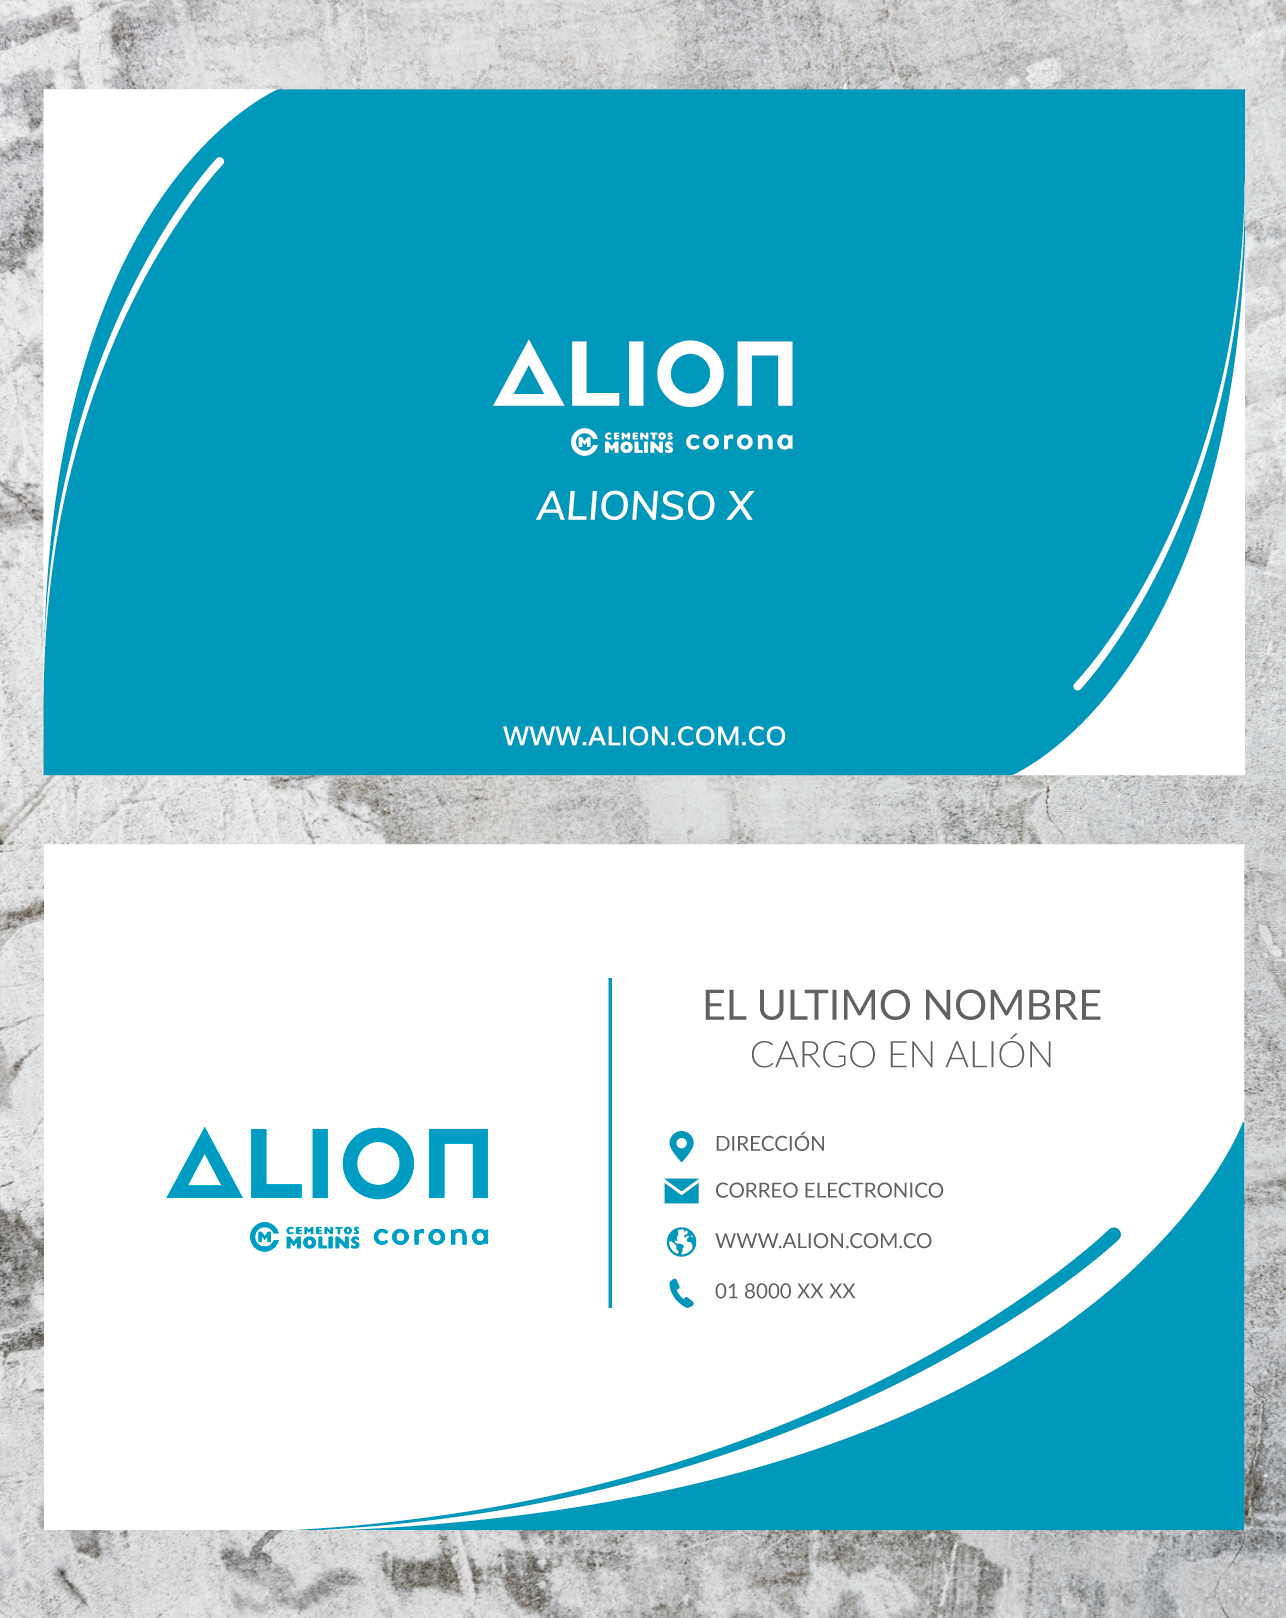 ALION
CEMENTOS
MOLINS corona
ALIONSO X
WWW.ALION.COM.CO
EL ULTIMO NOMBRE
CARGO EN ALIÓN
ALION
CEMENTOS
MOLINS corona
DIRECCIÓN
CORREO ELECTRONICO
WWW.ALION.COM.CO
01 8000 XX XX